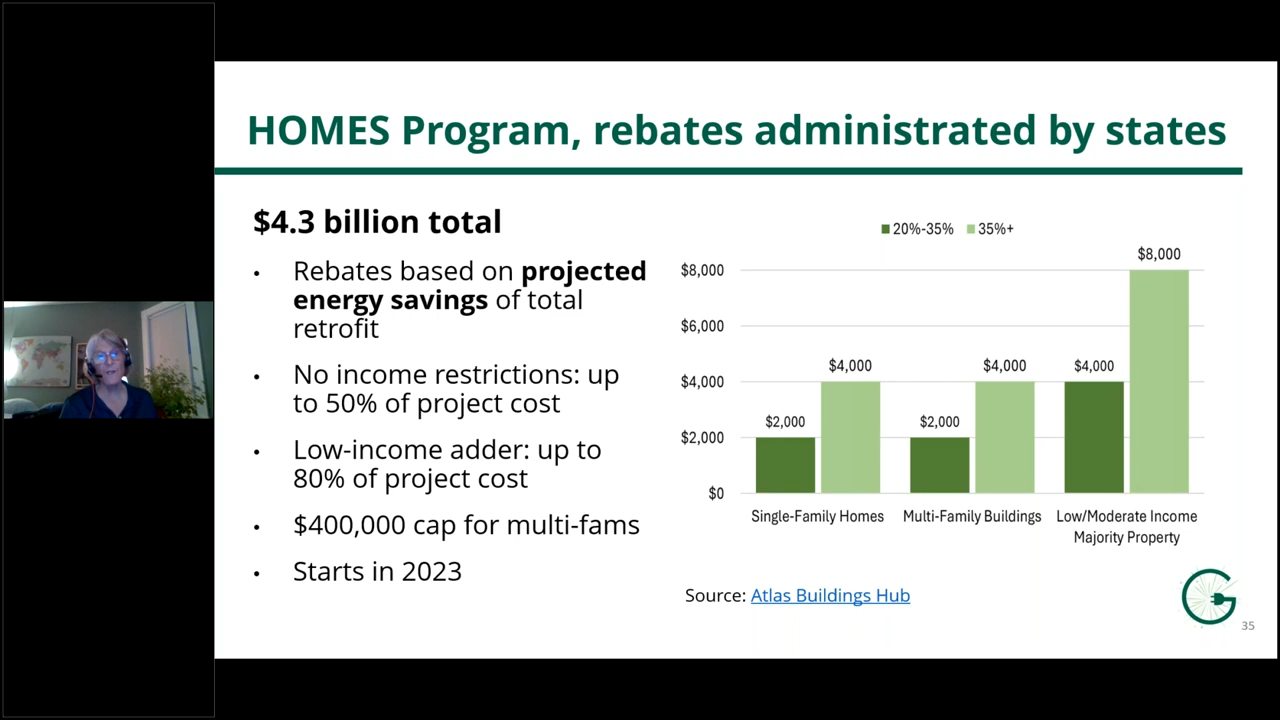 HOMES Program, rebates administrated by states
$4.3 billion total
• Rebates based on projected
energy savings of total
retrofit
• No income restrictions: up
to 50% of project cost
• Low-income adder: up to
80% of project cost
• $400,000 cap for multi-fams
• Starts in 2023
20%-35% 35%+
$8,000
$8,000
$6,000
$4,000 $4,000 $4,000
$4,000
$2,000 $2,000
$2,000
$0
Single-Family Homes Multi-Family Buildings Low/Moderate Income
Majority Property
Source: Atlas Buildings Hub
35